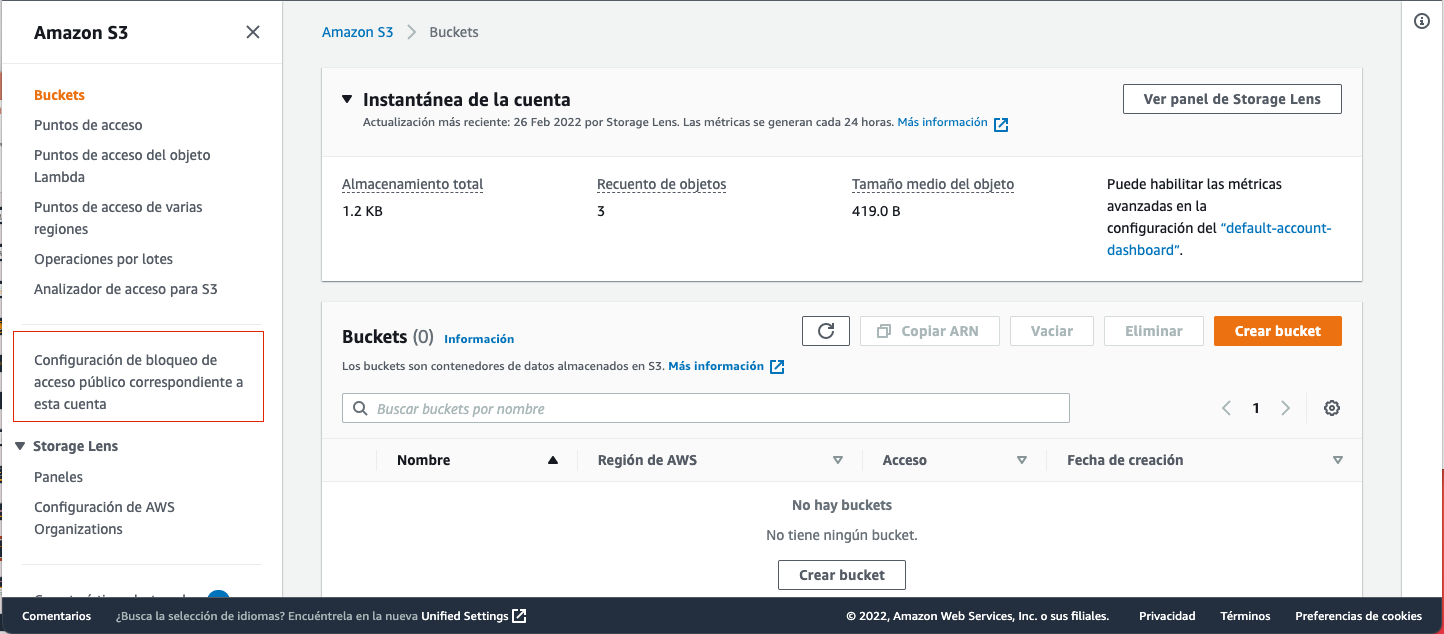 Amazon S3
Buckets
Puntos de acceso
Puntos de acceso del objeto
Lambda
Puntos de acceso de varias
regiones
Operaciones por lotes
Analizador de acceso para S3
Configuración de bloqueo de
acceso público correspondiente a
esta cuenta
Storage Lens
Paneles
Configuración de AWS
Organizations
Amazon S3 Buckets
Instantánea de la cuenta
Ver panel de Storage Lens
Actualización más reciente: 26 Feb 2022 por Storage Lens. Las métricas se generan cada 24 horas. Más información
Almacenamiento total
1.2 KB
Recuento de objetos
3
Tamaño medio del objeto
419.0 B
Puede habilitar las métricas
avanzadas en la
configuración del “default-account-
dashboard”.
Buckets (0) Información
Copiar ARN Vaciar Eliminar Crear bucket
Los buckets son contenedores de datos almacenados en S3. Más información
Buscar buckets por nombre
1
Nombre Región de AWS Acceso Fecha de creación
No hay buckets
No tiene ningún bucket.
Crear bucket
Comentarios ¿Busca la selección de idiomas? Encuéntrela en la nueva Unified Settings © 2022, Amazon Web Services, Inc. o sus filiales. Privacidad Términos Preferencias de cookies